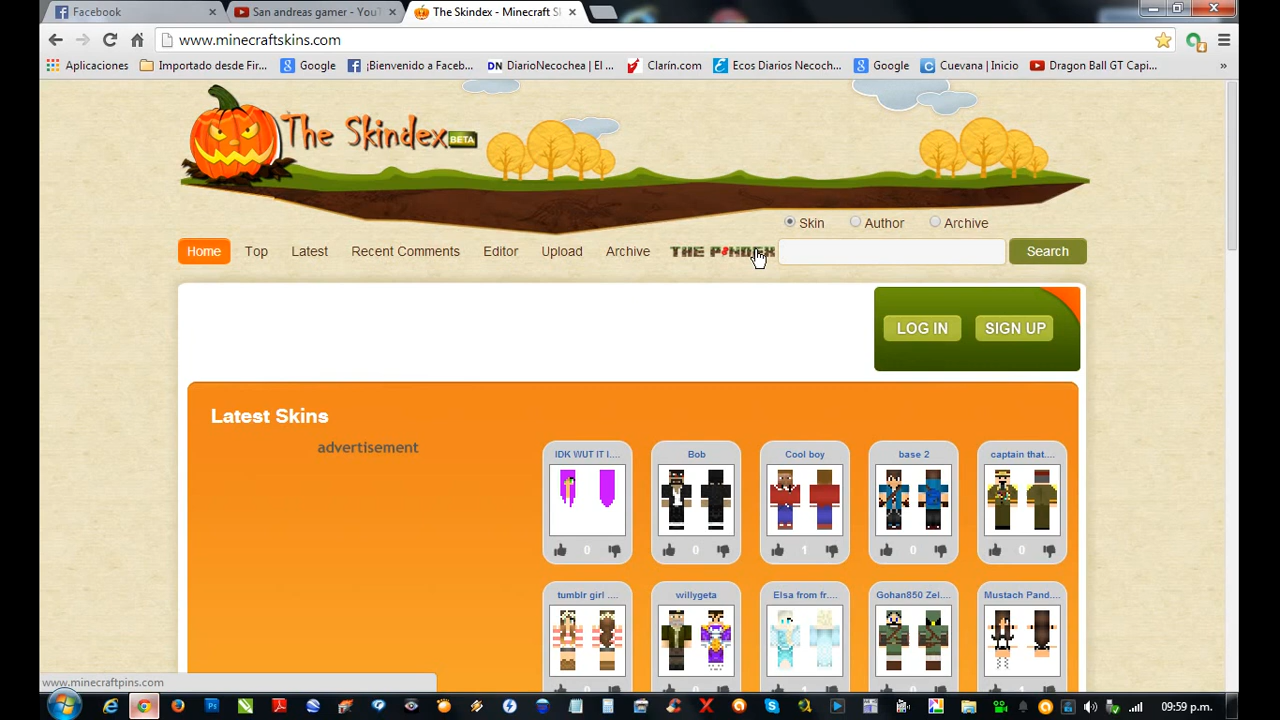 Facebook
San andreas gamer - YouT
The Skindex - Minecraft S
www.minecraftskins.com
Aplicaciones
Importado desde Fir...
Google
¡Bienvenido a Faceb...
DN DiarioNecochea | El ...
Clarín.com
Ecos Diarios Necoch...
Google
Cuevana | Inicio
Dragon Ball GT Capi...
»
The Skindex BETA
Skin
Author
Archive
Home
Top
Latest
Recent Comments
Editor
Upload
Archive
THE PINDEX
Search
LOG IN
SIGN UP
Latest Skins
advertisement
IDK WUT IT I....
Bob
Cool boy
base 2
captain that....
0
0
1
0
0
tumblr girl ....
willygeta
Elsa from fr....
Gohan850 Zel....
Mustach Pand....
www.minecraftpins.com
09:59 p.m.